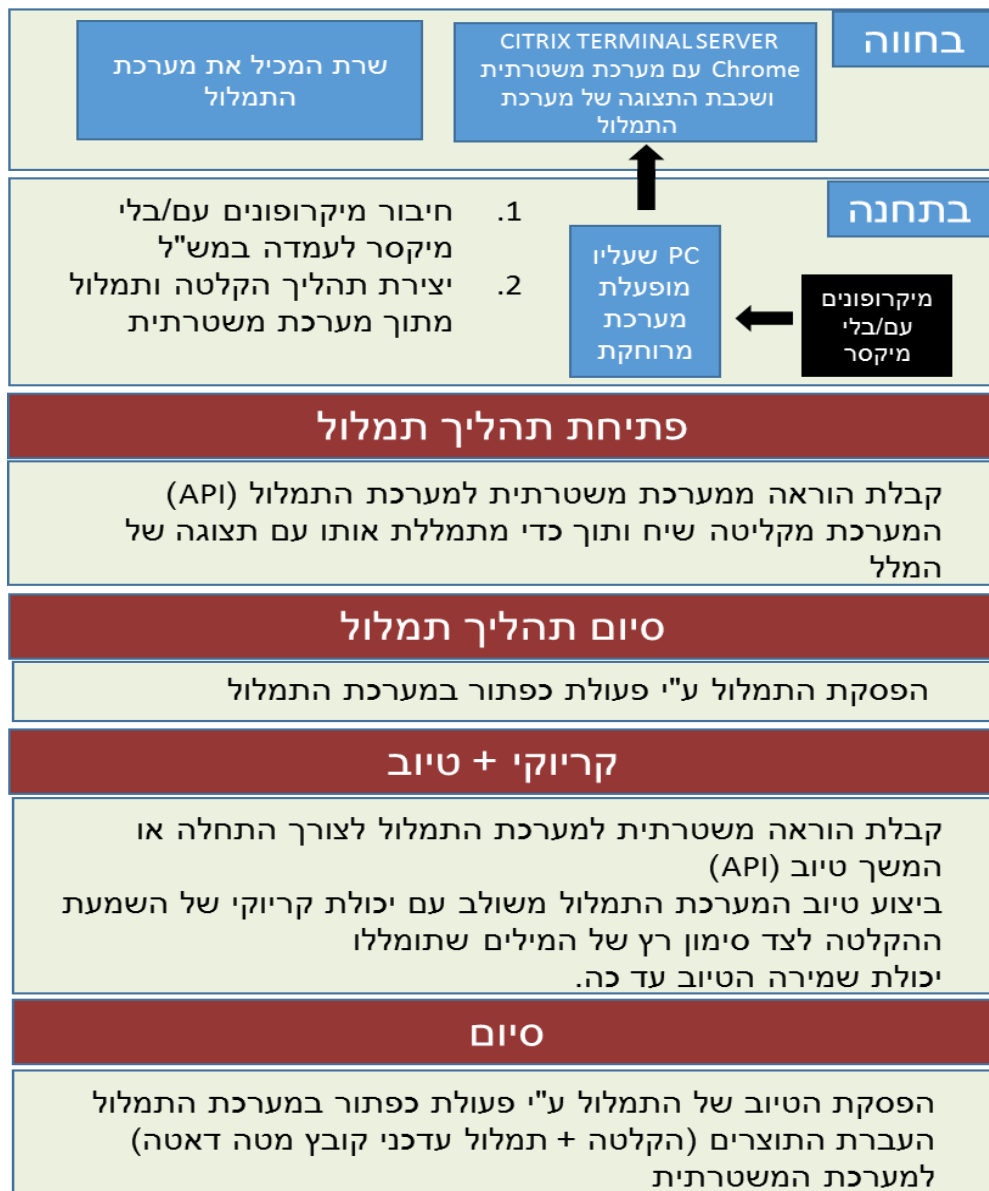 בחווה
CITRIX TERMINAL SERVER
Chrome עם מערכת משטרתית
ושכבת התצוגה של מערכת
התמלול
שרת המכיל את מערכת
התמלול
בתחנה
מיקרופונים
עם/בלי
מיקסר
PC שעליו
מופעלת
מערכת
מרוחקת
1. חיבור מיקרופונים עם/בלי
מיקסר לעמדה במש"ל
2. יצירת תהליך הקלטה ותמלול
מתוך מערכת משטרתית
פתיחת תהליך תמלול
קבלת הוראה ממערכת משטרתית למערכת התמלול (API)
המערכת מקליטה שיח ותוך כדי מתמללת אותו עם תצוגה של
המלל
סיום תהליך תמלול
הפסקת התמלול ע"י פעולת כפתור במערכת התמלול
קריוקי + טיוב
קבלת הוראה משטרתית למערכת התמלול לצורך התחלה או
המשך טיוב (API)
ביצוע טיוב המערכת התמלול משולב עם יכולת קריוקי של השמעת
ההקלטה לצד סימון רץ של המילים שתומללו
יכולת שמירה הטיוב עד כה.
סיום
הפסקת הטיוב של התמלול ע"י פעולת כפתור במערכת התמלול
העברת התוצרים (הקלטה + תמלול עדכני קובץ מטה דאטה)
למערכת המשטרתית